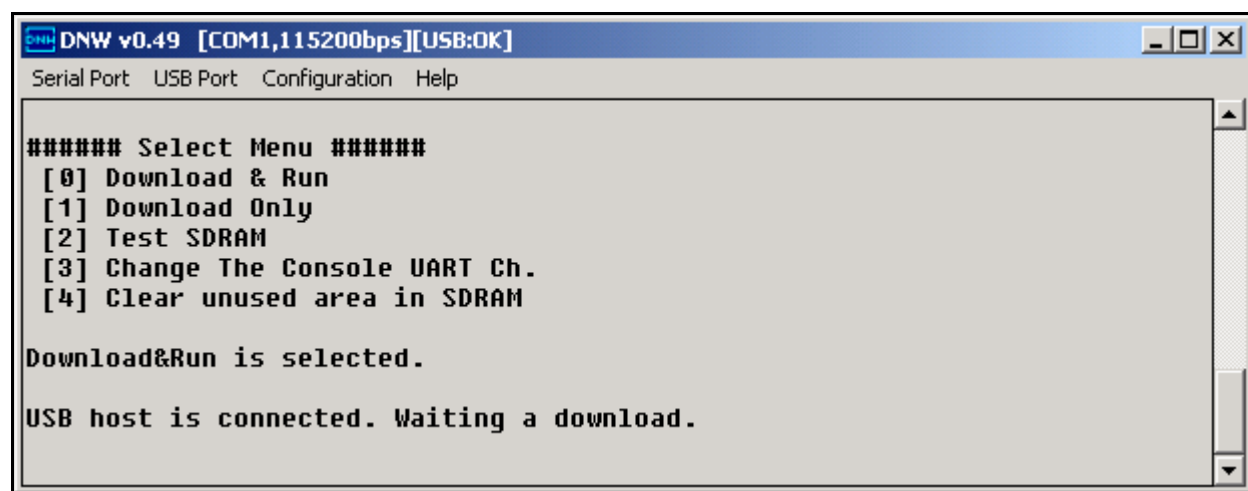 DNW v0.49 [COM1,115200bps][USB:OK]
Serial Port USB Port Configuration Help
###### Select Menu ######
[0] Download & Run
[1] Download Only
[2] Test SDRAM
[3] Change The Console UART Ch.
[4] Clear unused area in SDRAM
Download&Run is selected.
USB host is connected. Waiting a download.